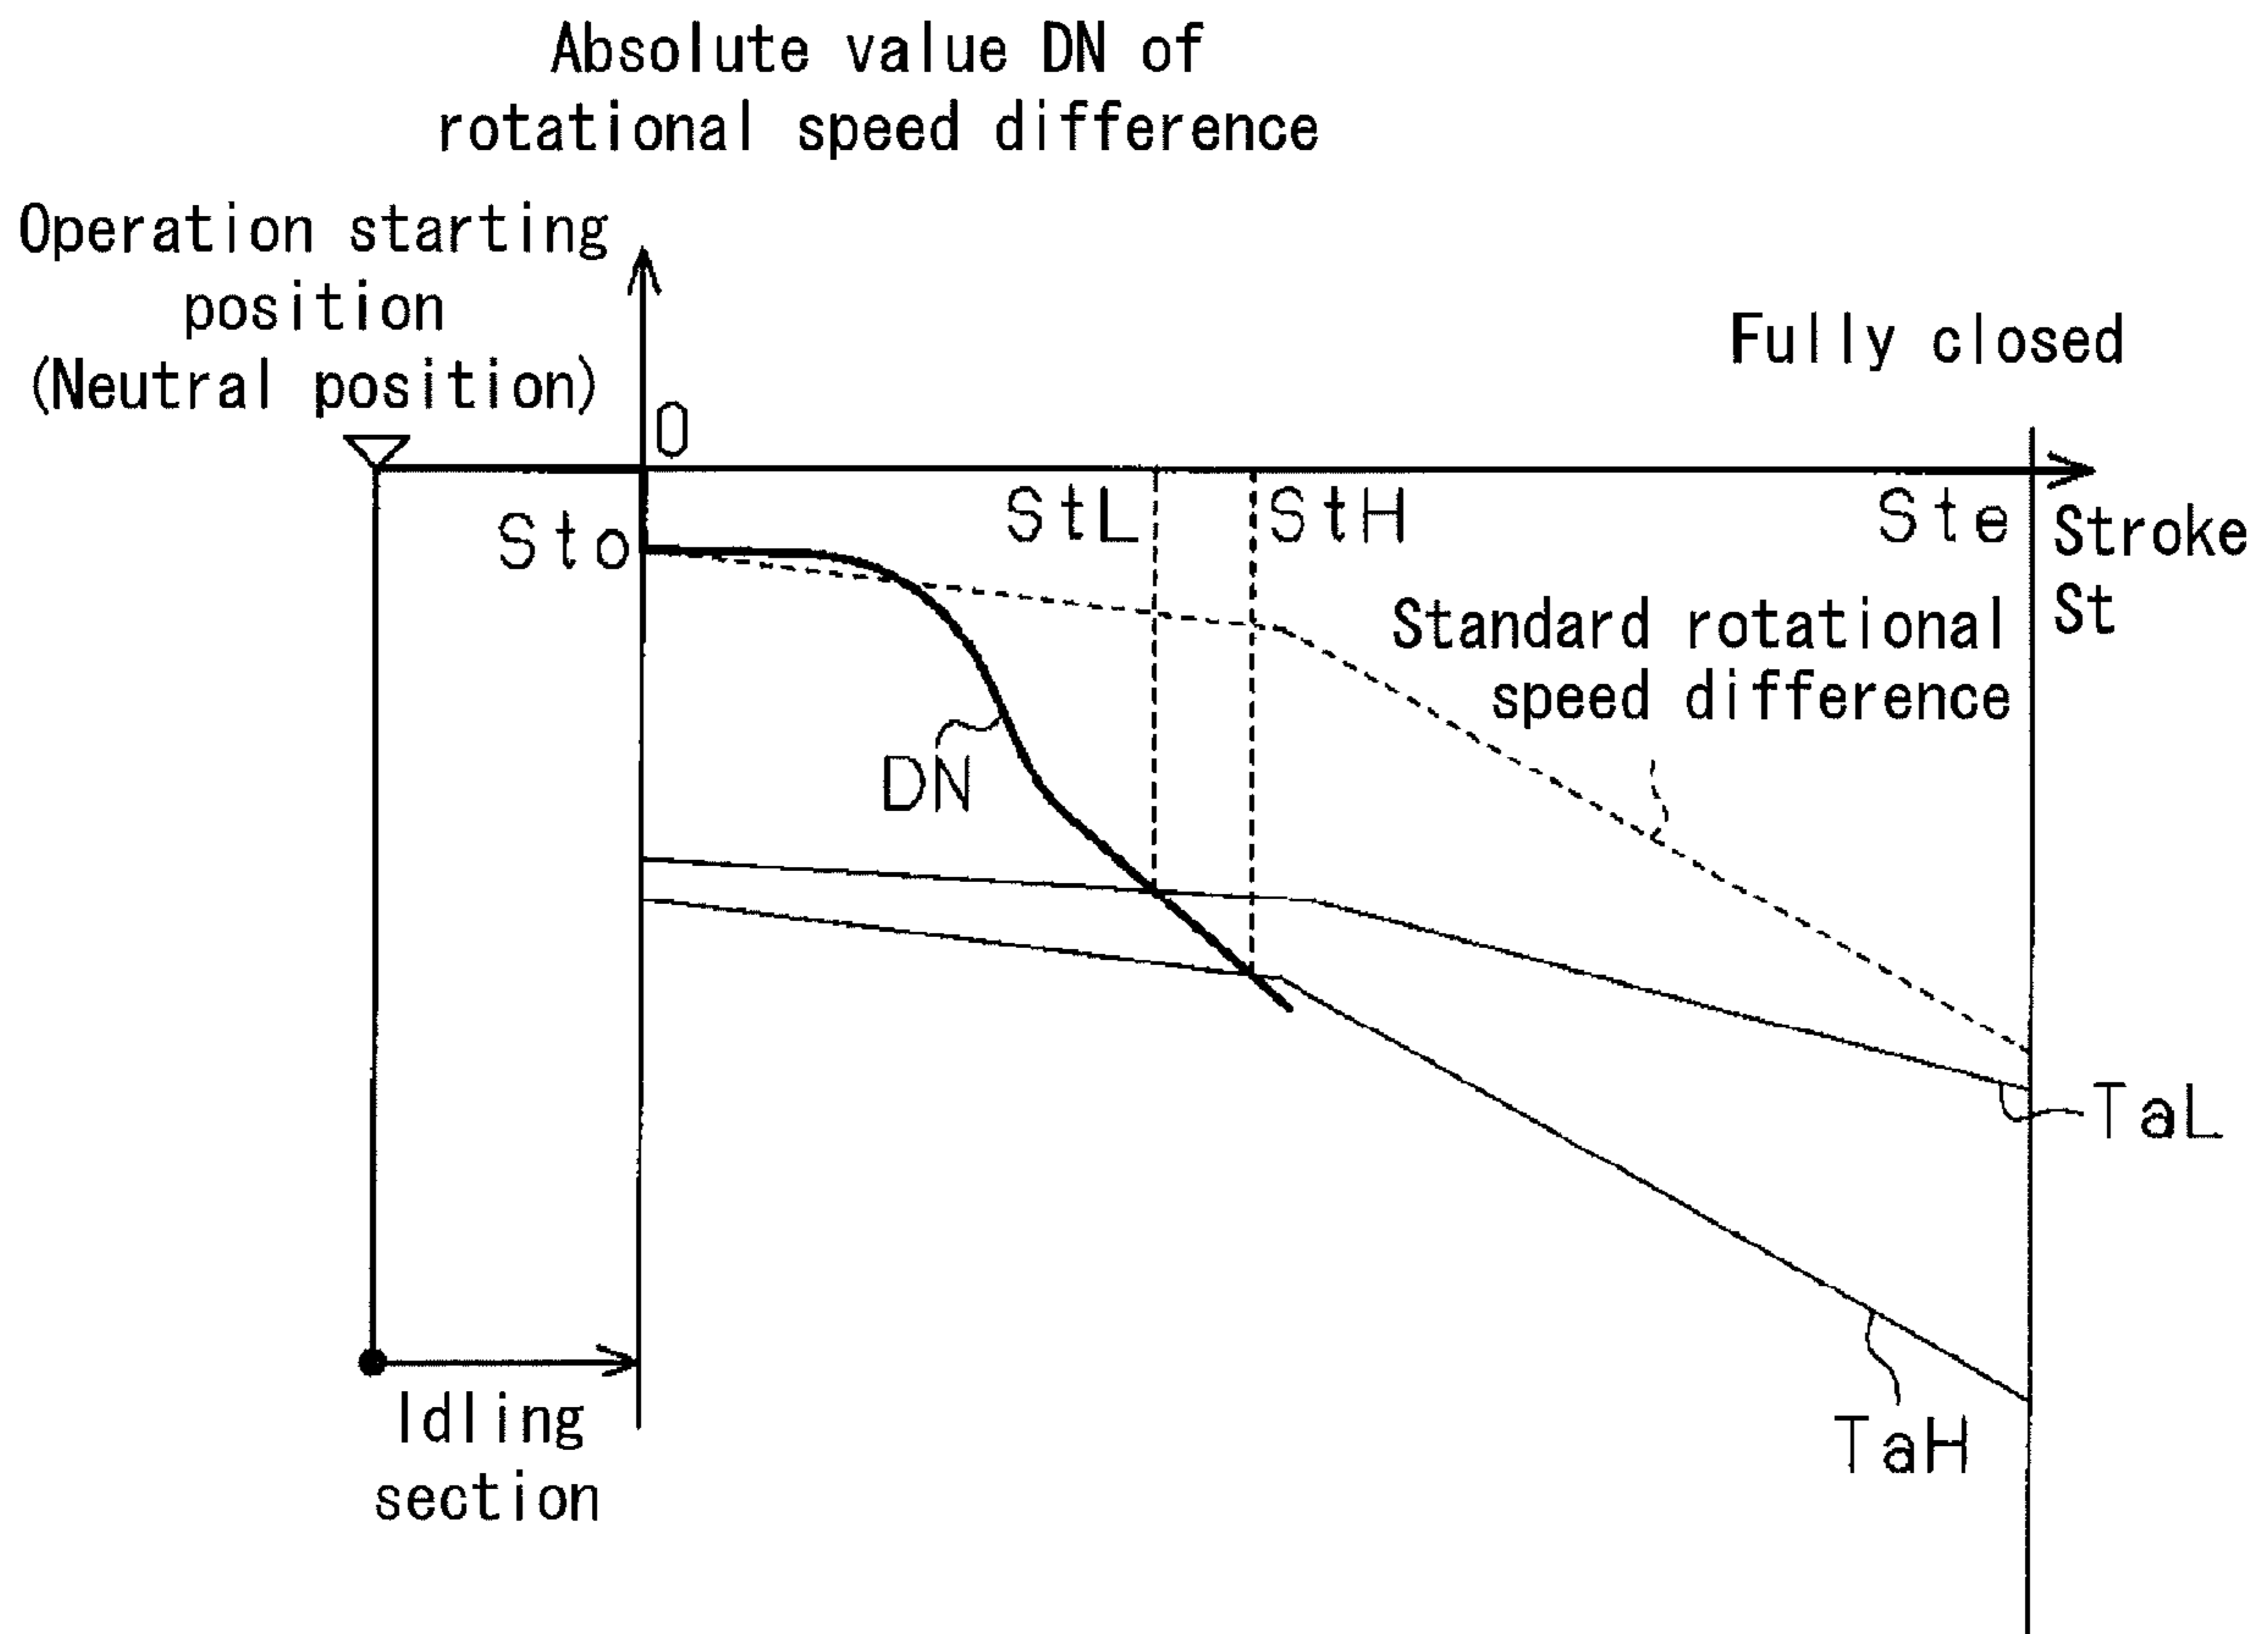 Absolute value DN of
rotational speed difference
Operation starting
position
(Neutral position)
Fully closed
0
Sto
StL
StH
Ste
Stroke
St
Standard rotational
speed difference
DN
TaL
TaH
Idling
section